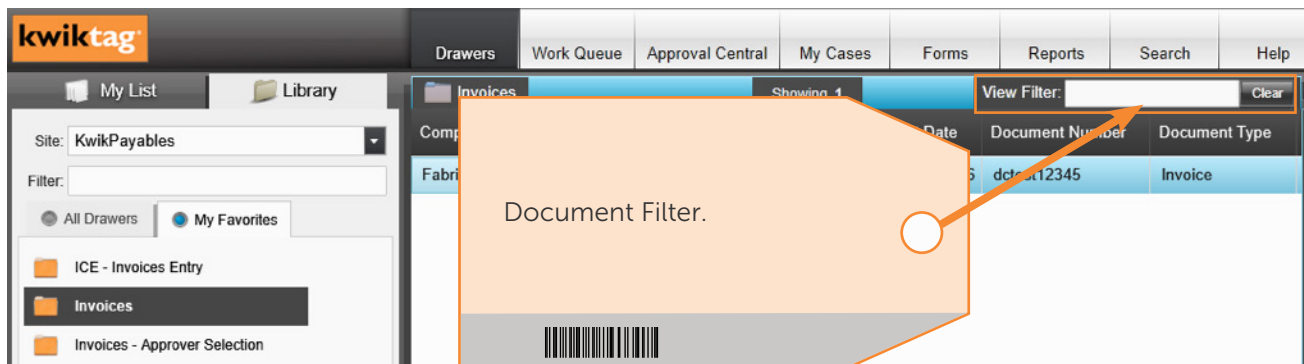 kwiktag
Drawers
Work Queue
Approval Central
My Cases
Forms
Reports
Search
Help
My List
Library
Invoices
Showing 1
View Filter:
Clear
Site: KwikPayables
Date
Document Number
Document Type
Filter:
dctest12345
Invoice
All Drawers
My Favorites
Document Filter.
ICE - Invoices Entry
Invoices
Invoices - Approver Selection